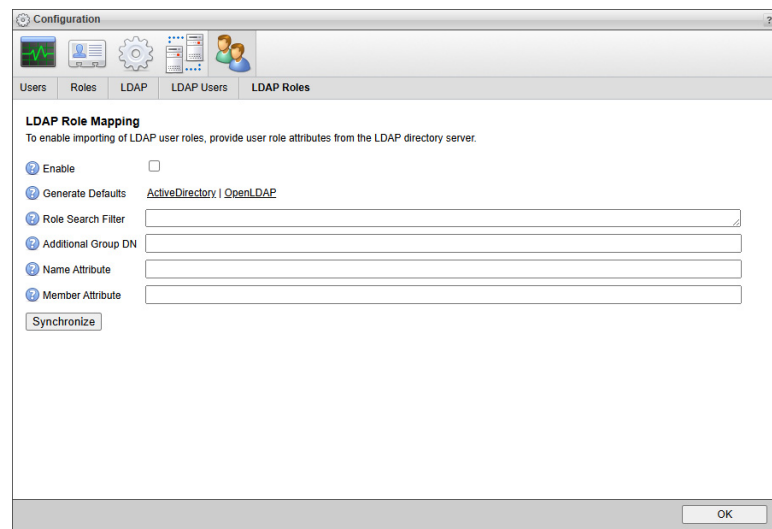 Configuration
?
Users Roles LDAP LDAP Users LDAP Roles
LDAP Role Mapping
To enable importing of LDAP user roles, provide user role attributes from the LDAP directory server.
? Enable
? Generate Defaults ActiveDirectory | OpenLDAP
? Role Search Filter
? Additional Group DN
? Name Attribute
? Member Attribute
Synchronize
OK